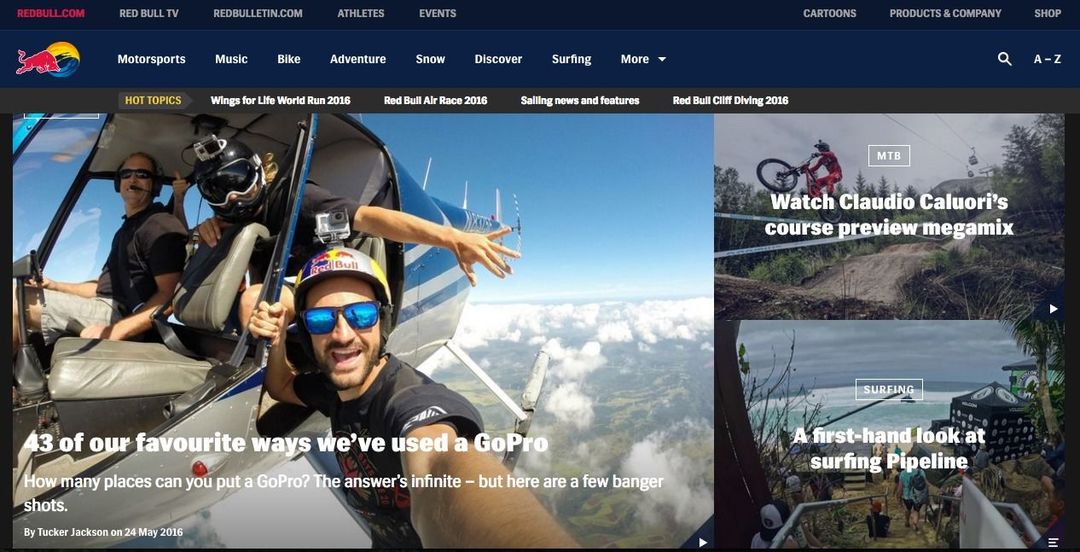 REDBULL.COM RED BULL TV REDBULLETIN.COM ATHLETES EVENTS CARTOONS PRODUCTS & COMPANY SHOP
Motorsports Music Bike Adventure Snow Discover Surfing More A – Z
HOT TOPICS Wings for Life World Run 2016 Red Bull Air Race 2016 Sailing news and features Red Bull Cliff Diving 2016
Red Bull
43 of our favourite ways we've used a GoPro
How many places can you put a GoPro? The answer's infinite – but here are a few banger
shots.
By Tucker Jackson on 24 May 2016
MTB
Watch Claudio Caluori's
course preview megamix
SURFING
A first-hand look at
surfing Pipeline